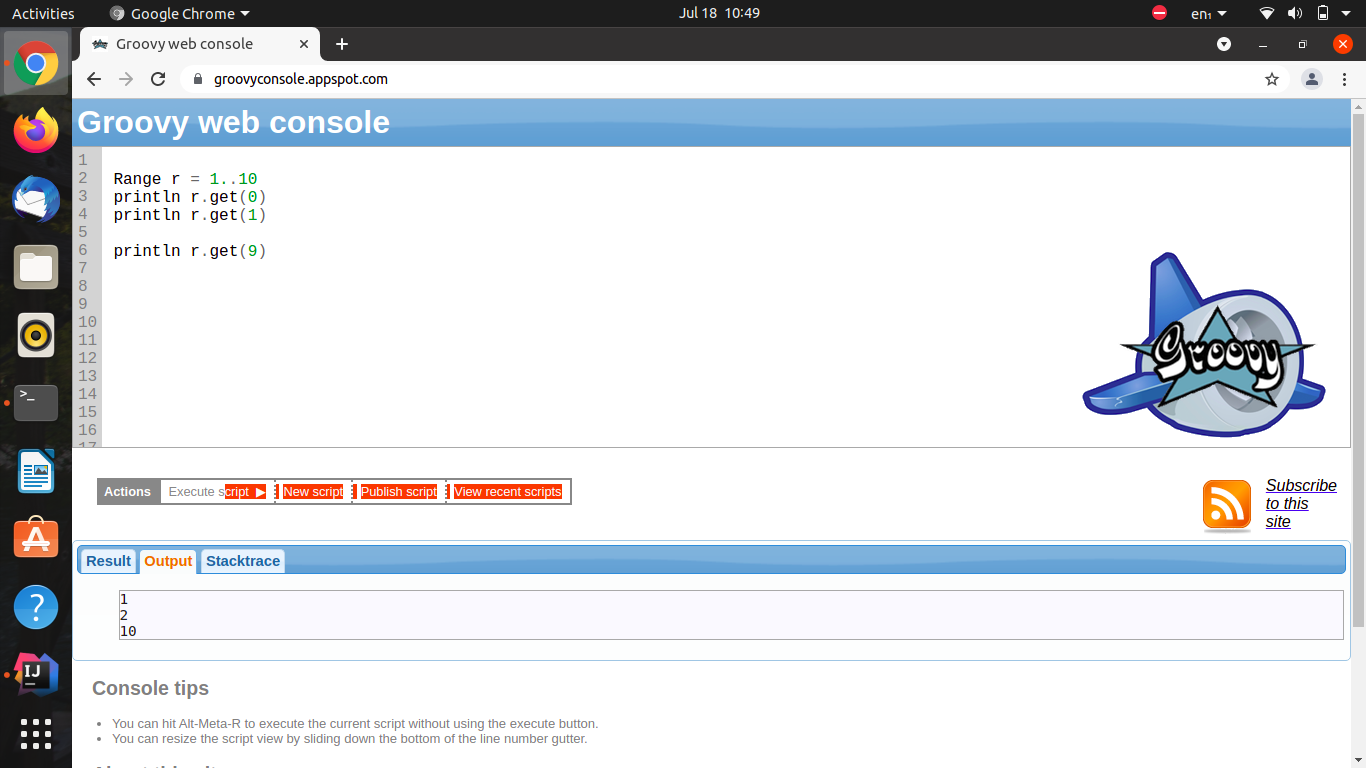 Activities
Google Chrome
Jul 18 10:49
en₁
Groovy web console
groovyconsole.appspot.com
Groovy web console
1
2 Range r = 1..10
3 println r.get(0)
4 println r.get(1)
5
6 println r.get(9)
7
8
9
10
11
12
13
14
15
16
17
Groovy
Actions Execute script ▶ New script Publish script View recent scripts
Subscribe
to this
site
Result Output Stacktrace
1
2
10
Console tips
• You can hit Alt-Meta-R to execute the current script without using the execute button.
• You can resize the script view by sliding down the bottom of the line number gutter.
>_
IJ
?